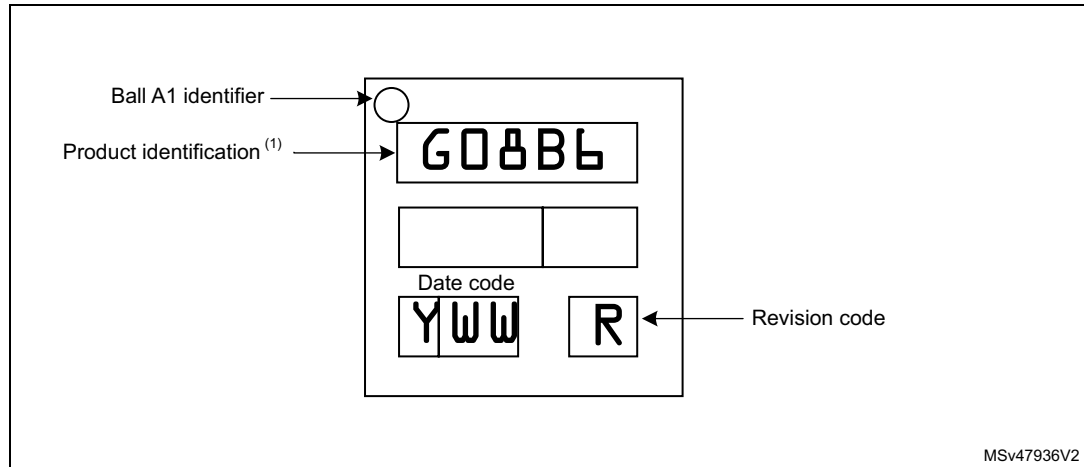 Ball A1 identifier
Product identification (1)
G08B6
Date code
Y WW R
Revision code
MSv47936V2